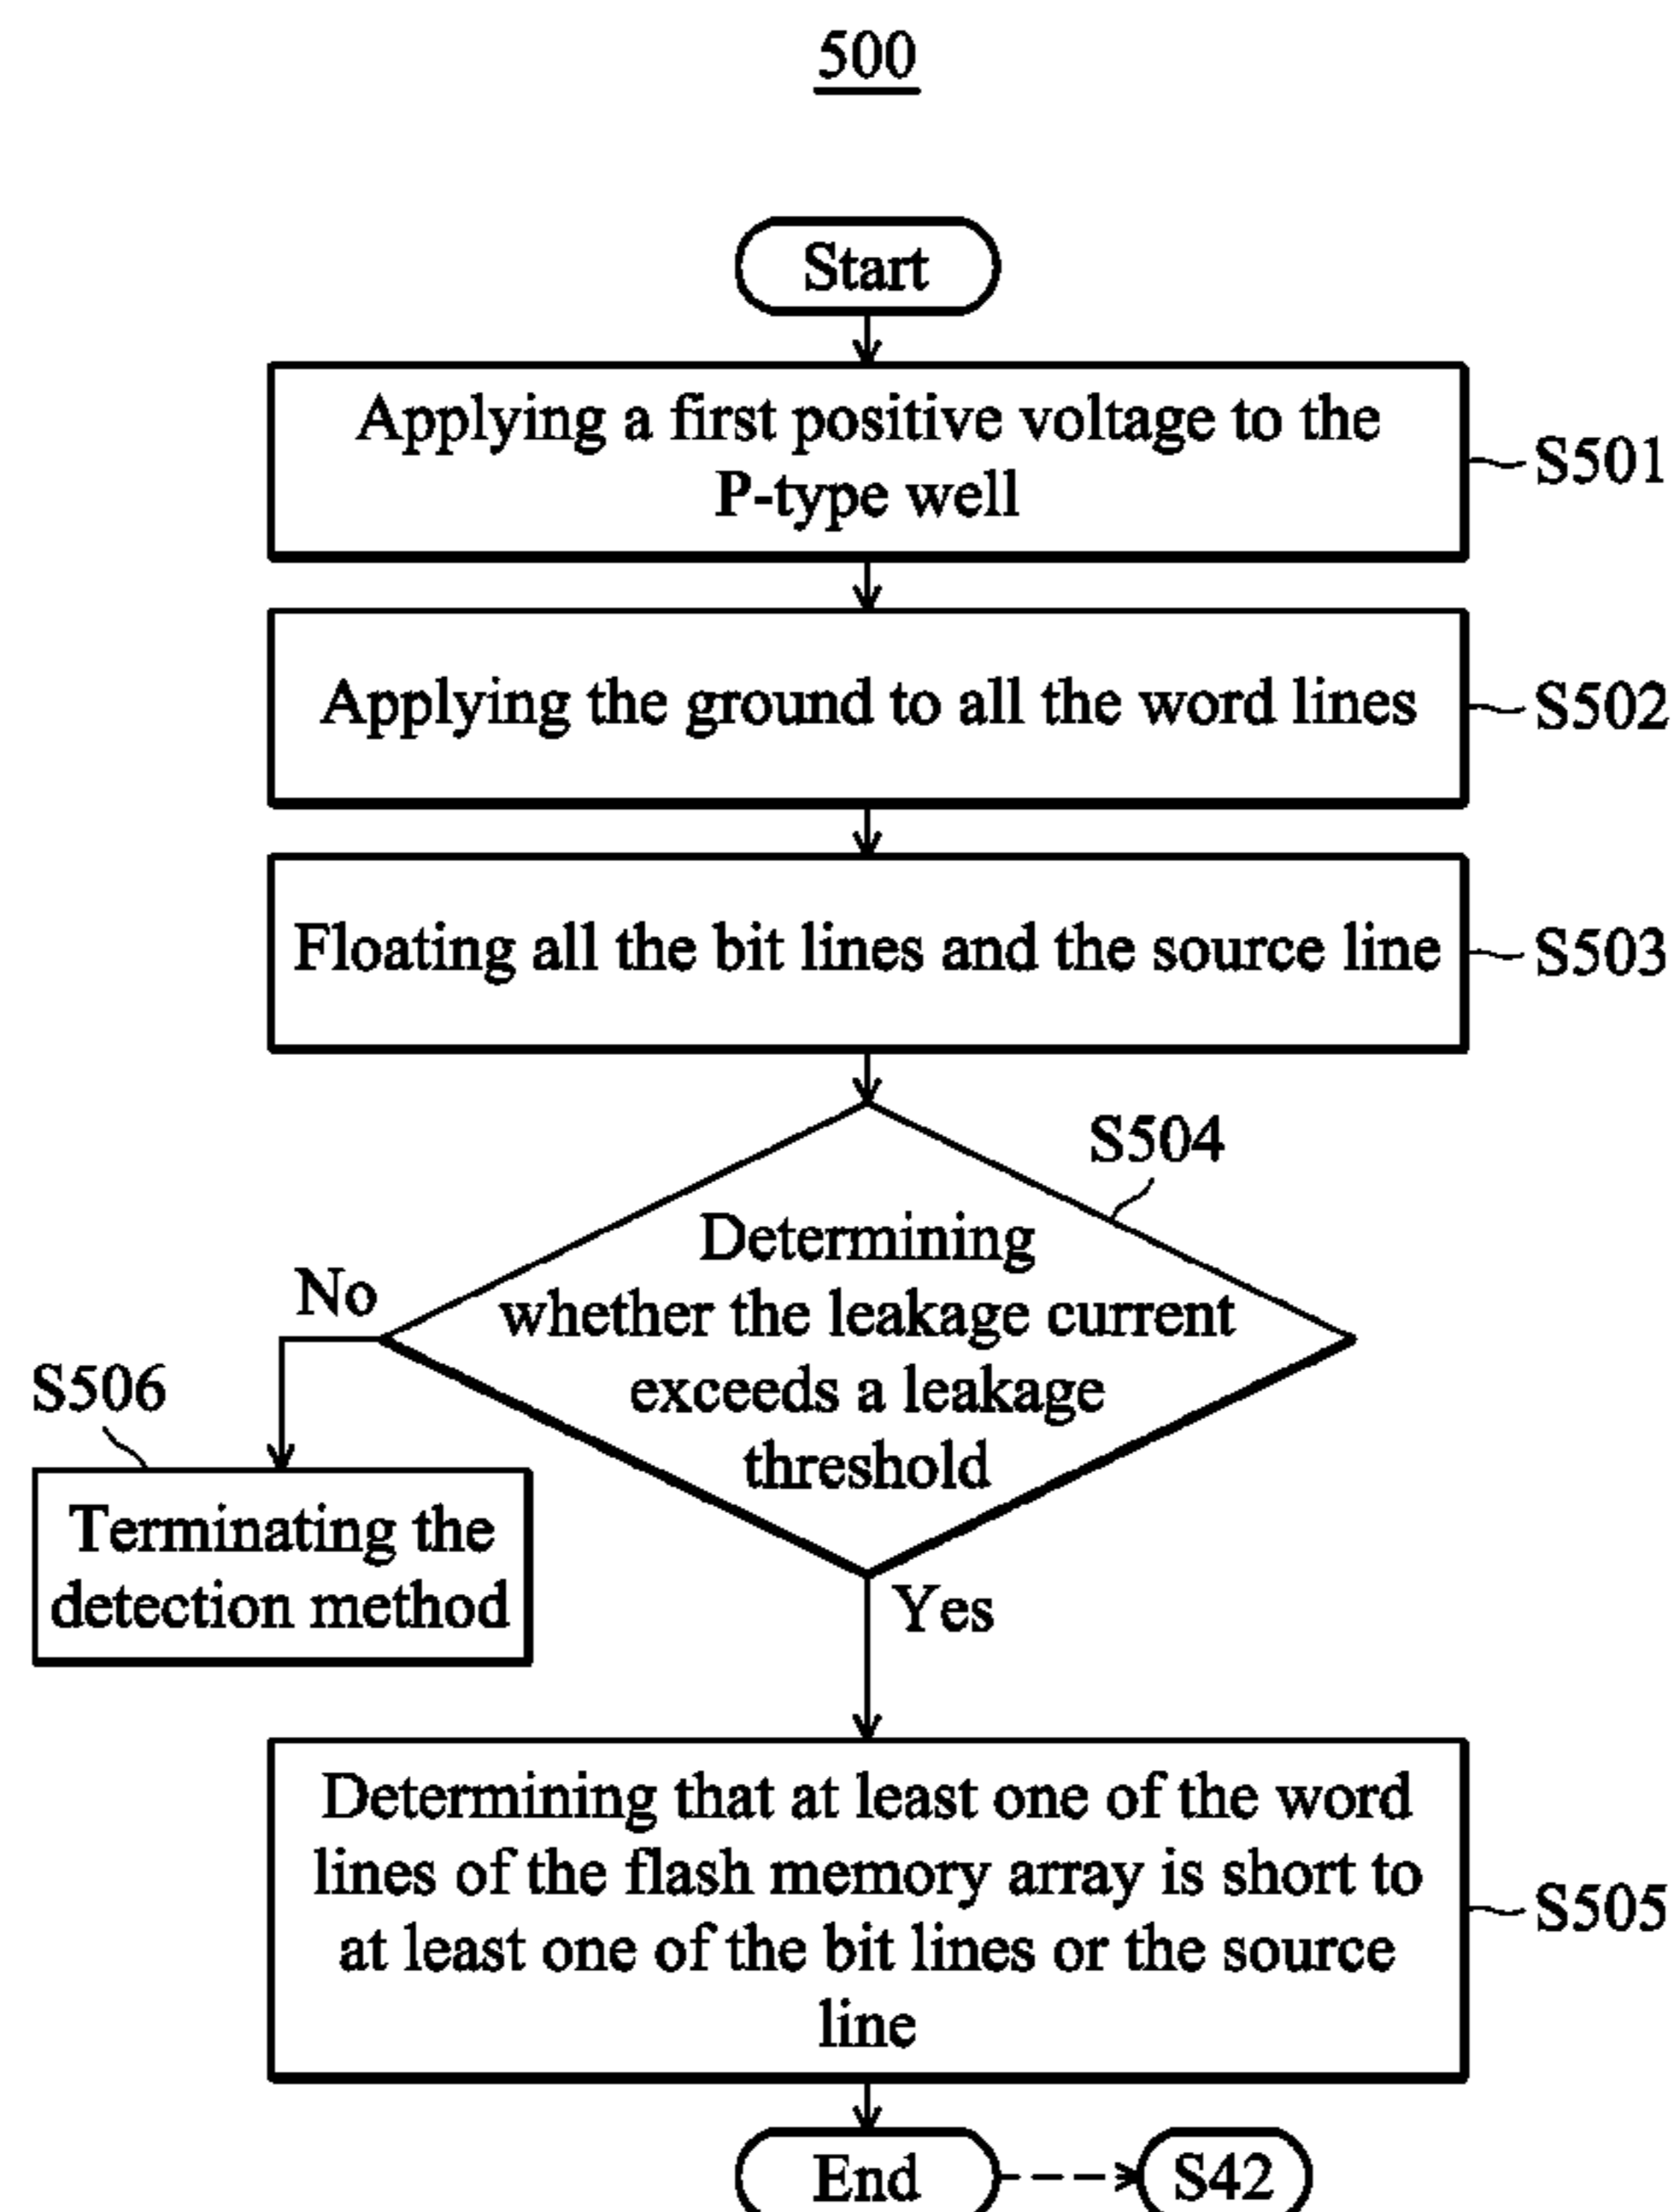 500
Start
Applying a first positive voltage to the
P-type well
S501
Applying the ground to all the word lines
S502
Floating all the bit lines and the source line
S503
S504
Determining
whether the leakage current
exceeds a leakage
threshold
No
S506
Terminating the
detection method
Yes
Determining that at least one of the word
lines of the flash memory array is short to
at least one of the bit lines or the source
line
S505
End
S42